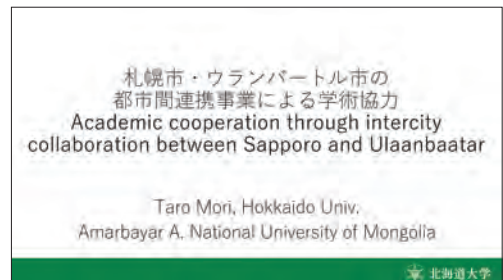 札幌市・ウランバートル市の
都市間連携事業による学術協力
Academic cooperation through intercity
collaboration between Sapporo and Ulaanbaatar
Taro Mori, Hokkaido Univ.
Amarbayar A. National University of Mongolia
北海道大学